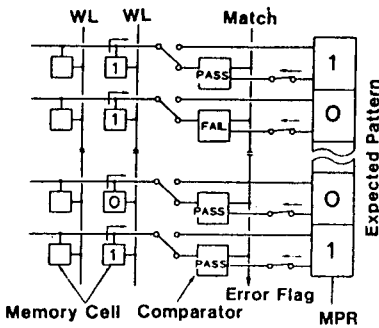 WL WL Match
1 PASS 1
1 FAIL 0
0 PASS 0
1 PASS 1
Expected Pattern
Memory Cell Comparator Error Flag MPR